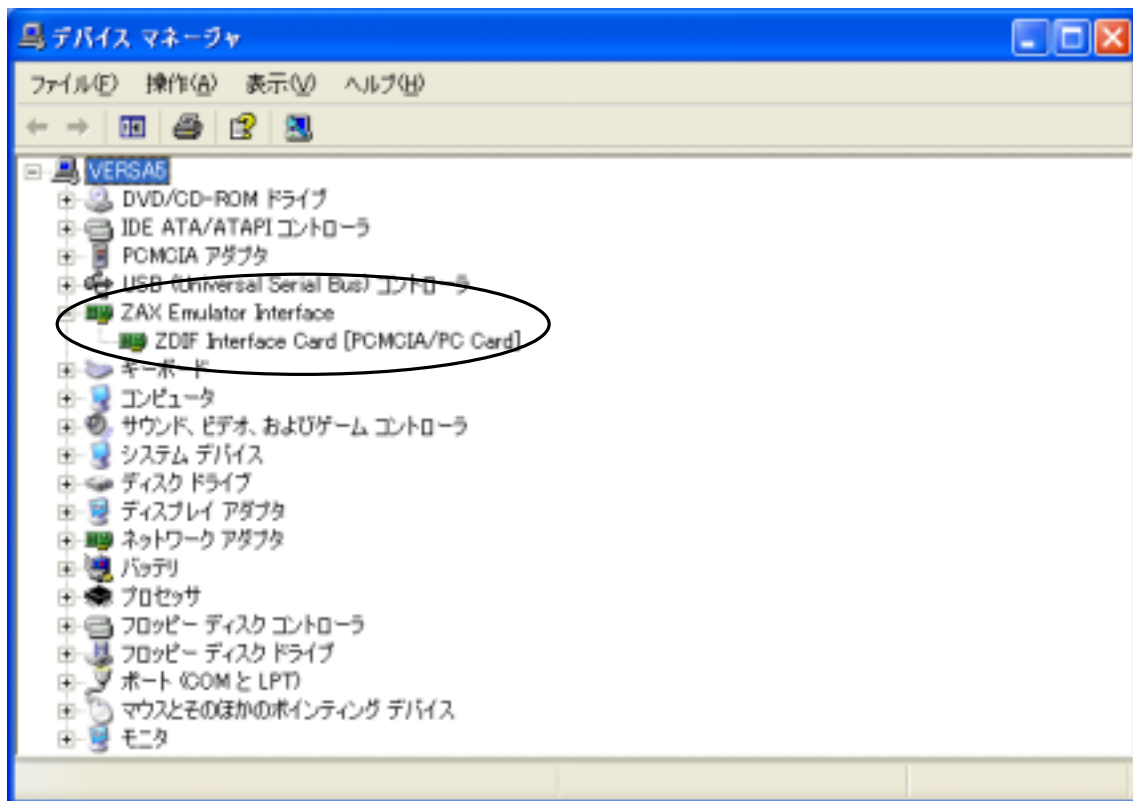 デバイス マネージャ
ファイル(F) 操作(A) 表示(V) ヘルプ(H)
VERSA5
DVD/CD-ROM ドライブ
IDE ATA/ATAPI コントローラ
PCMCIA アダプタ
USB (Universal Serial Bus) コントローラ
ZAX Emulator Interface
ZDIF Interface Card [PCMCIA/PC Card]
キーボード
コンピュータ
サウンド、ビデオ、およびゲーム コントローラ
システム デバイス
ディスク ドライブ
ディスプレイ アダプタ
ネットワーク アダプタ
バッテリ
プロセッサ
フロッピー ディスク コントローラ
フロッピー ディスク ドライブ
ポート (COM と LPT)
マウスとそのほかのポインティング デバイス
モニタ